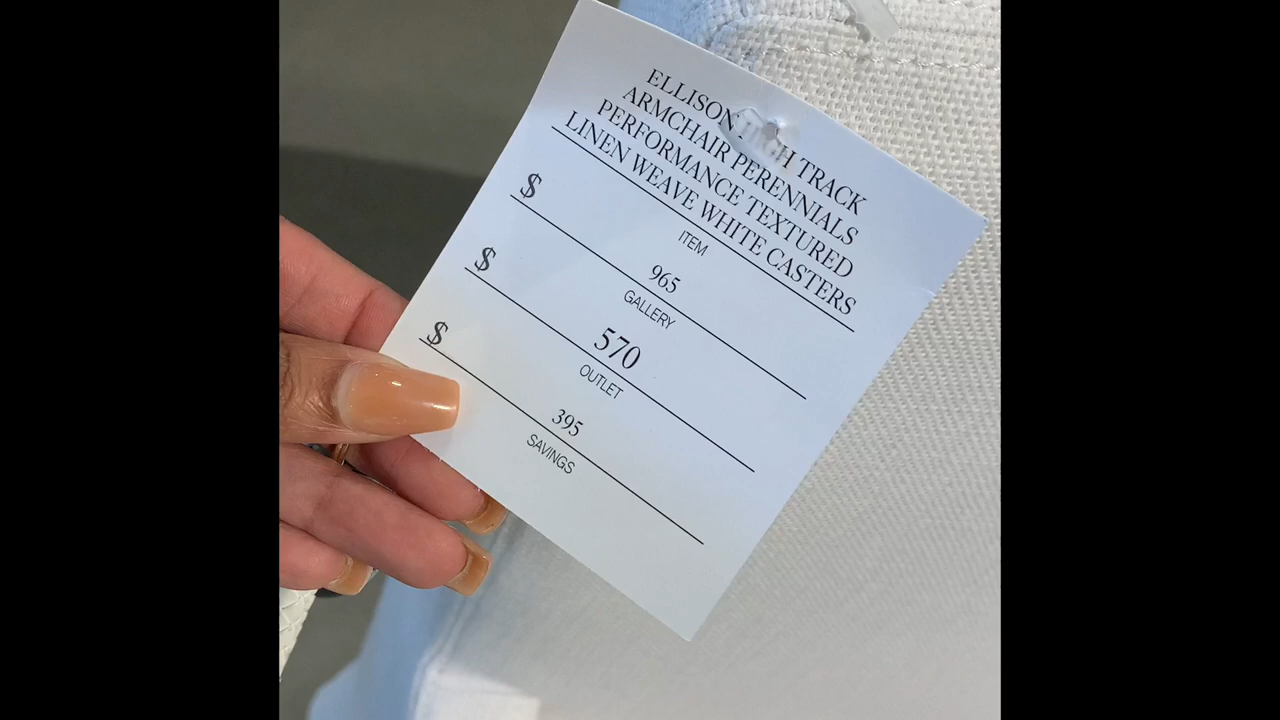 ELLISON TRACK
ARMCHAIR PERENNIALS
PERFORMANCE TEXTURED
LINEN WEAVE WHITE CASTERS
ITEM
$ 965
GALLERY
$ 570
OUTLET
$ 395
SAVINGS